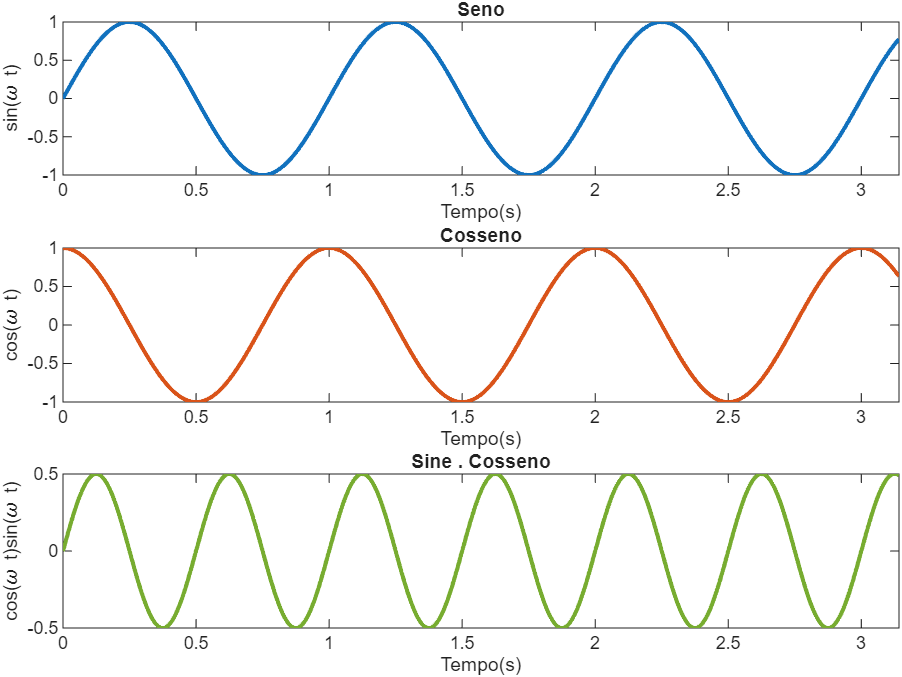 Seno
1
0.5
0
-0.5
-1
sin(ω t)
0 0.5 1 1.5 2 2.5 3
Tempo(s)
Cosseno
1
0.5
0
-0.5
-1
cos(ω t)
0 0.5 1 1.5 2 2.5 3
Tempo(s)
Sine . Cosseno
0.5
0
-0.5
cos(ω t)sin(ω t)
0 0.5 1 1.5 2 2.5 3
Tempo(s)